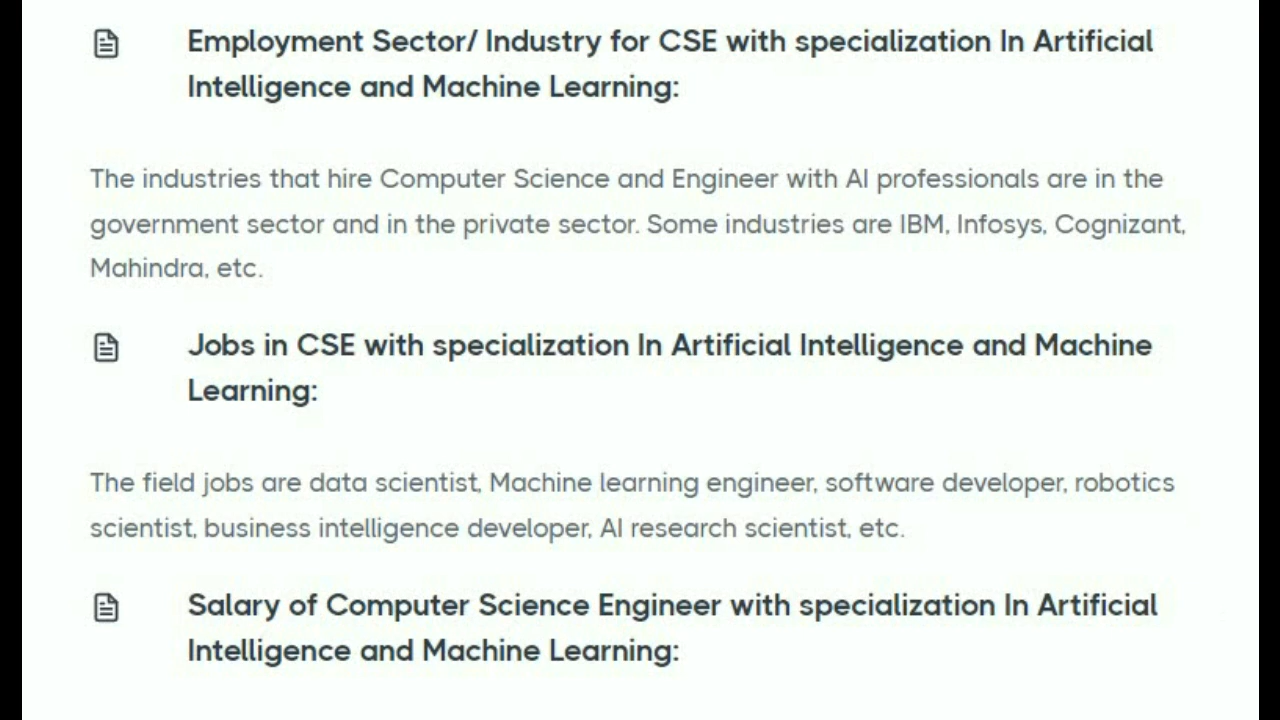 Employment Sector/ Industry for CSE with specialization In Artificial
Intelligence and Machine Learning:
The industries that hire Computer Science and Engineer with AI professionals are in the
government sector and in the private sector. Some industries are IBM, Infosys, Cognizant,
Mahindra, etc.
Jobs in CSE with specialization In Artificial Intelligence and Machine
Learning:
The field jobs are data scientist, Machine learning engineer, software developer, robotics
scientist, business intelligence developer, AI research scientist, etc.
Salary of Computer Science Engineer with specialization In Artificial
Intelligence and Machine Learning: